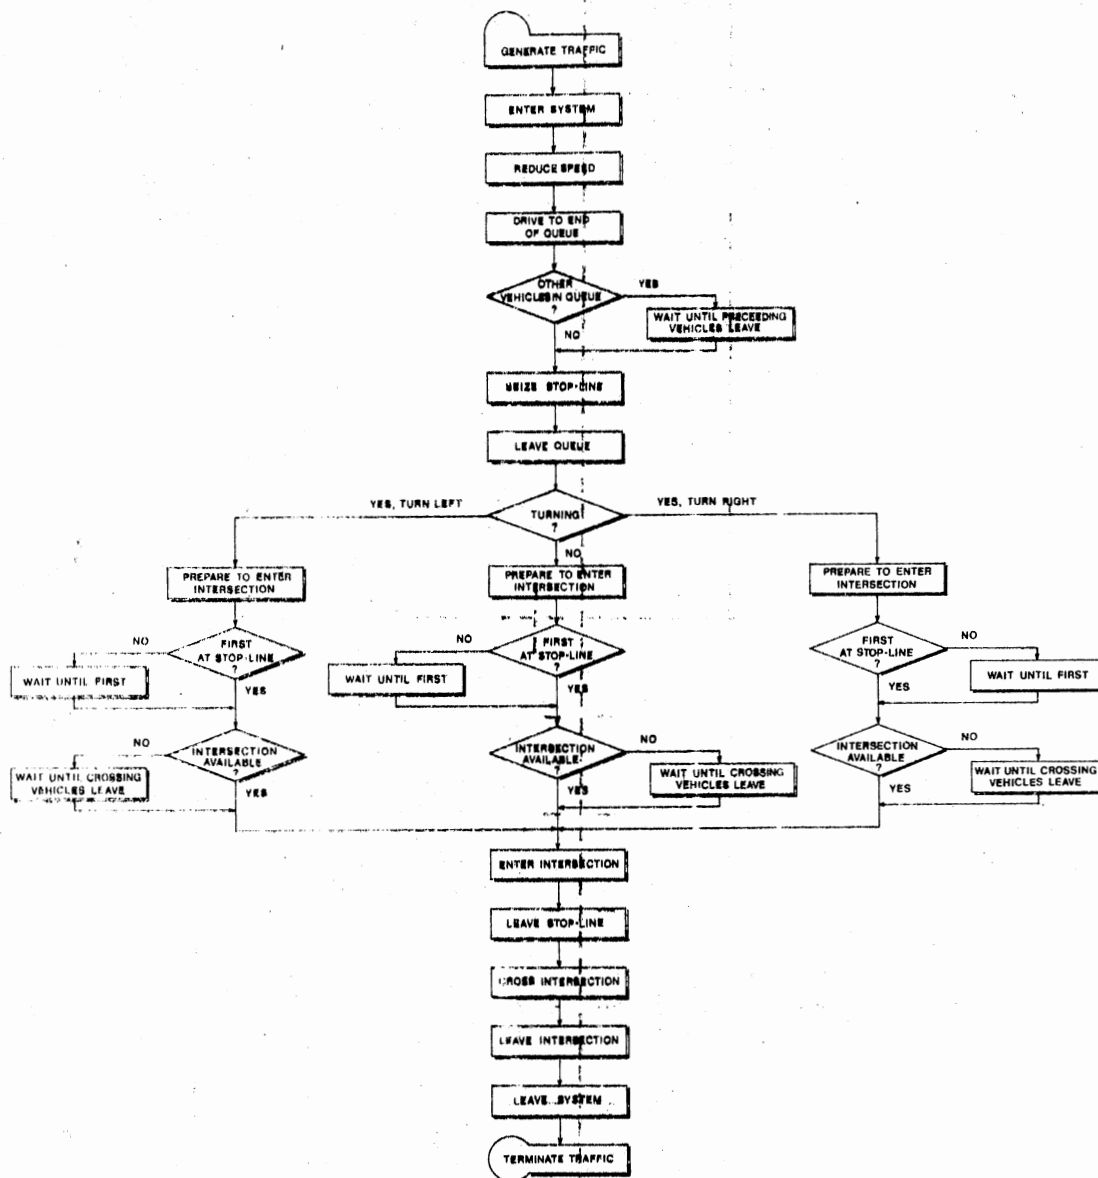 GENERATE TRAFFIC
ENTER SYSTEM
REDUCE SPEED
DRIVE TO END
OF QUEUE
OTHER
VEHICLES IN QUEUE
?
YES
WAIT UNTIL PRECEEDING
VEHICLES LEAVE
NO
SEIZE STOP-LINE
LEAVE QUEUE
YES, TURN LEFT
TURNING
?
YES, TURN RIGHT
NO
PREPARE TO ENTER
INTERSECTION
NO
FIRST
AT STOP-LINE
?
WAIT UNTIL FIRST
YES
NO
INTERSECTION
AVAILABLE
?
WAIT UNTIL CROSSING
VEHICLES LEAVE
YES
PREPARE TO ENTER
INTERSECTION
NO
FIRST
AT STOP-LINE
?
WAIT UNTIL FIRST
YES
INTERSECTION
AVAILABLE
?
NO
WAIT UNTIL CROSSING
VEHICLES LEAVE
YES
PREPARE TO ENTER
INTERSECTION
FIRST
AT STOP-LINE
?
NO
WAIT UNTIL FIRST
YES
INTERSECTION
AVAILABLE
?
NO
WAIT UNTIL CROSSING
VEHICLES LEAVE
YES
ENTER INTERSECTION
LEAVE STOP-LINE
CROSS INTERSECTION
LEAVE INTERSECTION
LEAVE SYSTEM
TERMINATE TRAFFIC